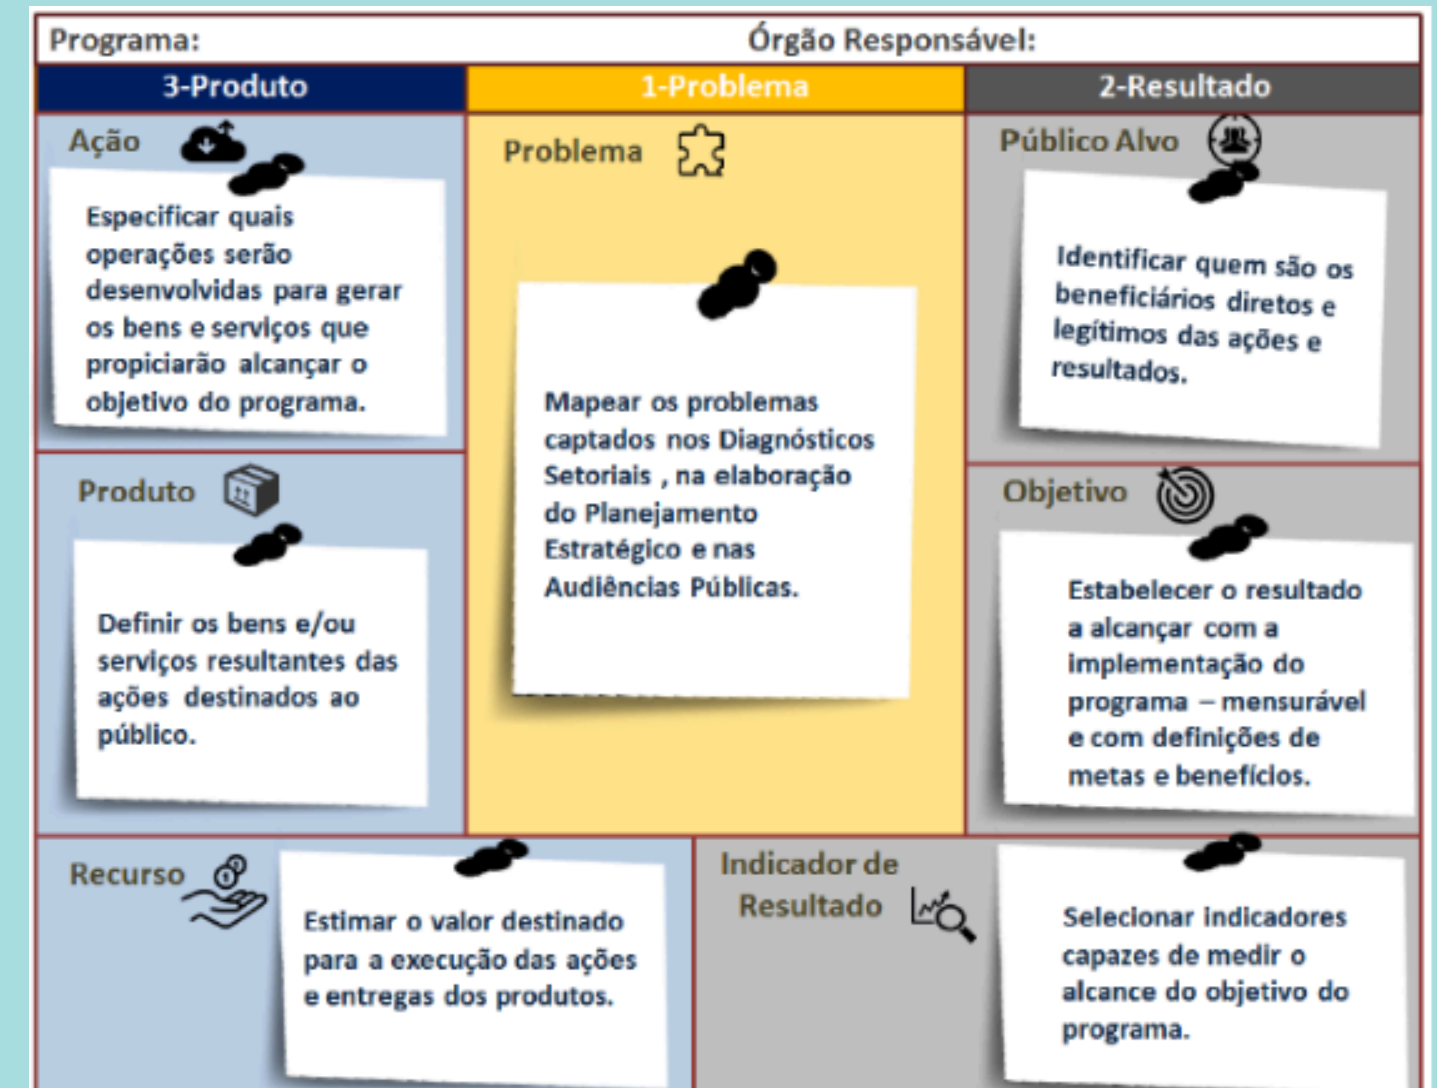 Programa:
Órgão Responsável:
3-Produto
1-Problema
2-Resultado
Ação
Especificar quais
operações serão
desenvolvidas para gerar
os bens e serviços que
propiciarão alcançar o
objetivo do programa.
Produto
Definir os bens e/ou
serviços resultantes das
ações destinados ao
público.
Problema
Mapear os problemas
captados nos Diagnósticos
Setoriais , na elaboração
do Planejamento
Estratégico e nas
Audiências Públicas.
Público Alvo
Identificar quem são os
beneficiários diretos e
legítimos das ações e
resultados.
Objetivo
Estabelecer o resultado
a alcançar com a
implementação do
programa – mensurável
e com definições de
metas e benefícios.
Recurso
Estimar o valor destinado
para a execução das ações
e entregas dos produtos.
Indicador de
Resultado
Selecionar indicadores
capazes de medir o
alcance do objetivo do
programa.